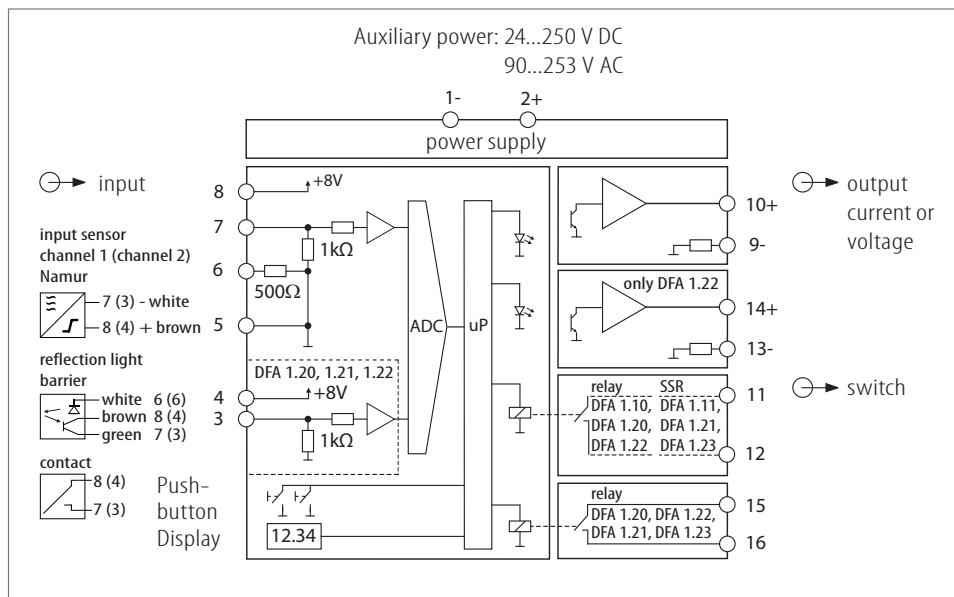 Auxiliary power: 24...250 V DC
90...253 V AC
1-
2+
power supply
input
input sensor
channel 1 (channel 2)
Namur
7 (3) - white
8 (4) + brown
reflection light
barrier
white 6 (6)
brown 8 (4)
green 7 (3)
contact
8 (4)
7 (3)
Push-
button
Display
8
+8V
7
1kΩ
6
500Ω
5
DFA 1.20, 1.21, 1.22
4
+8V
3
1kΩ
12.34
ADC
uP
10+
9-
only DFA 1.22
14+
13-
relay SSR
DFA 1.10, DFA 1.11,
DFA 1.20, DFA 1.21,
DFA 1.22 DFA 1.23
11
12
relay
DFA 1.20, DFA 1.22,
DFA 1.21, DFA 1.23
15
16
output
current or
voltage
switch